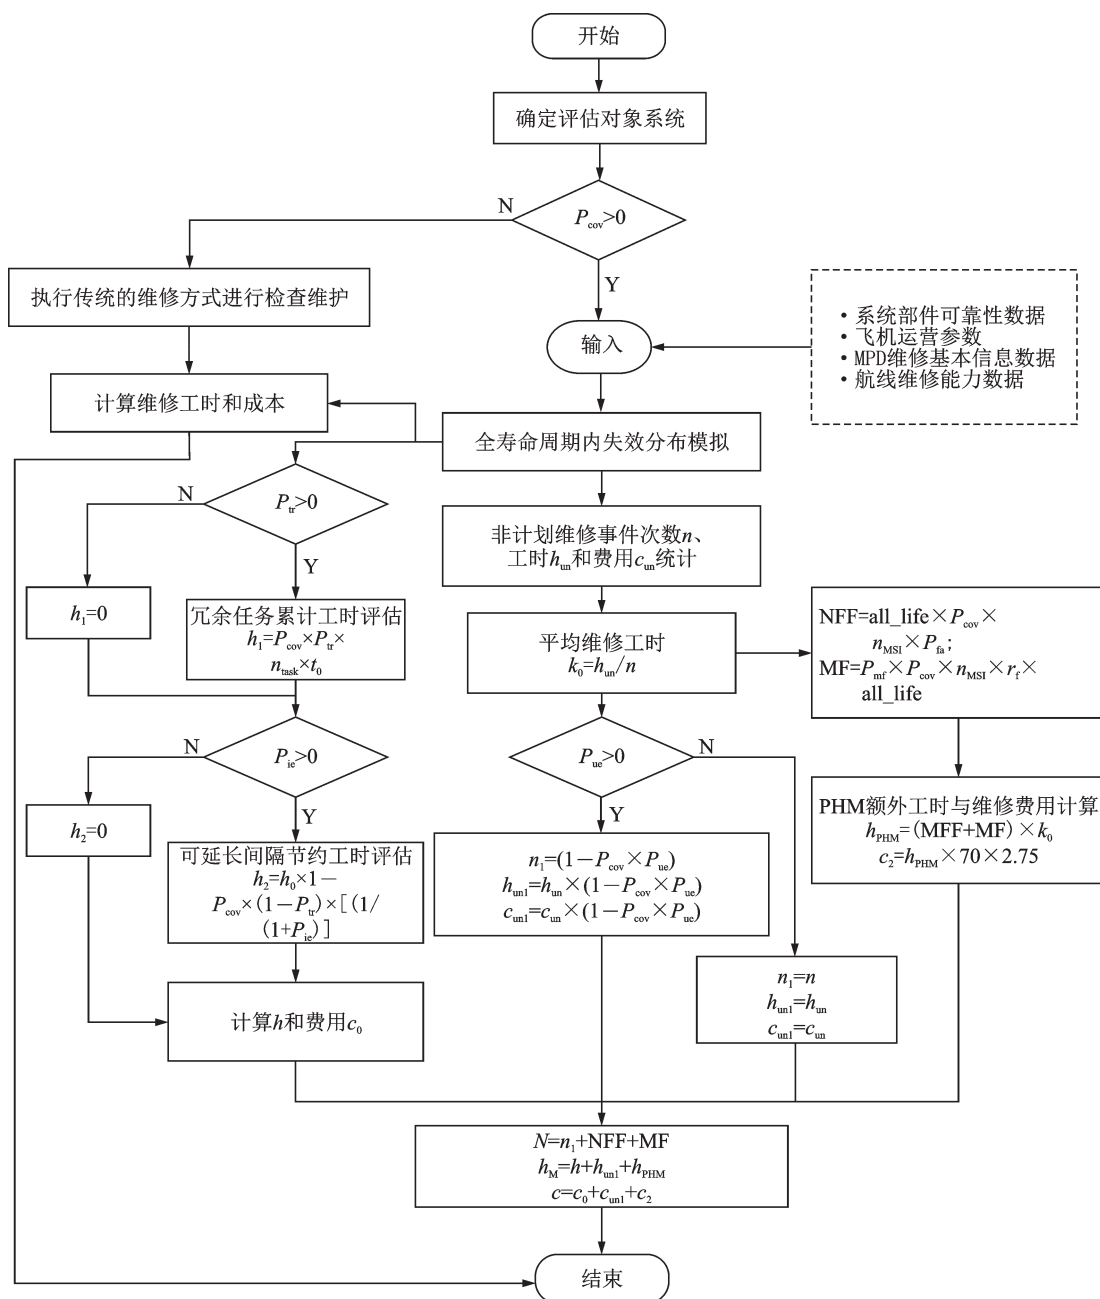 开始
确定评估对象系统
P_cov>0
N
Y
执行传统的维修方式进行检查维护
输入
• 系统部件可靠性数据
• 飞机运营参数
• MPD维修基本信息数据
• 航线维修能力数据
计算维修工时和成本
全寿命周期内失效分布模拟
P_tr>0
N
Y
非计划维修事件次数n、
工时h_un和费用c_un统计
h_1=0
冗余任务累计工时评估
h_1=P_cov×P_tr×
n_task×t_0
平均维修工时
k_0=h_un/n
NFF=all_life×P_cov×
n_MSI×P_fa;
MF=P_mf×P_cov×n_MSI×r_f×
all_life
P_ie>0
N
Y
P_ue>0
N
Y
h_2=0
可延长间隔节约工时评估
h_2=h_0×1−
P_cov×(1−P_tr)×[(1/
(1+P_ie)]
n_1=(1−P_cov×P_ue)
h_un1=h_un×(1−P_cov×P_ue)
c_un1=c_un×(1−P_cov×P_ue)
PHM额外工时与维修费用计算
h_PHM=(MFF+MF)×k_0
c_2=h_PHM×70×2.75
n_1=n
h_un1=h_un
c_un1=c_un
计算h和费用c_0
N=n_1+NFF+MF
h_M=h+h_un1+h_PHM
c=c_0+c_un1+c_2
结束